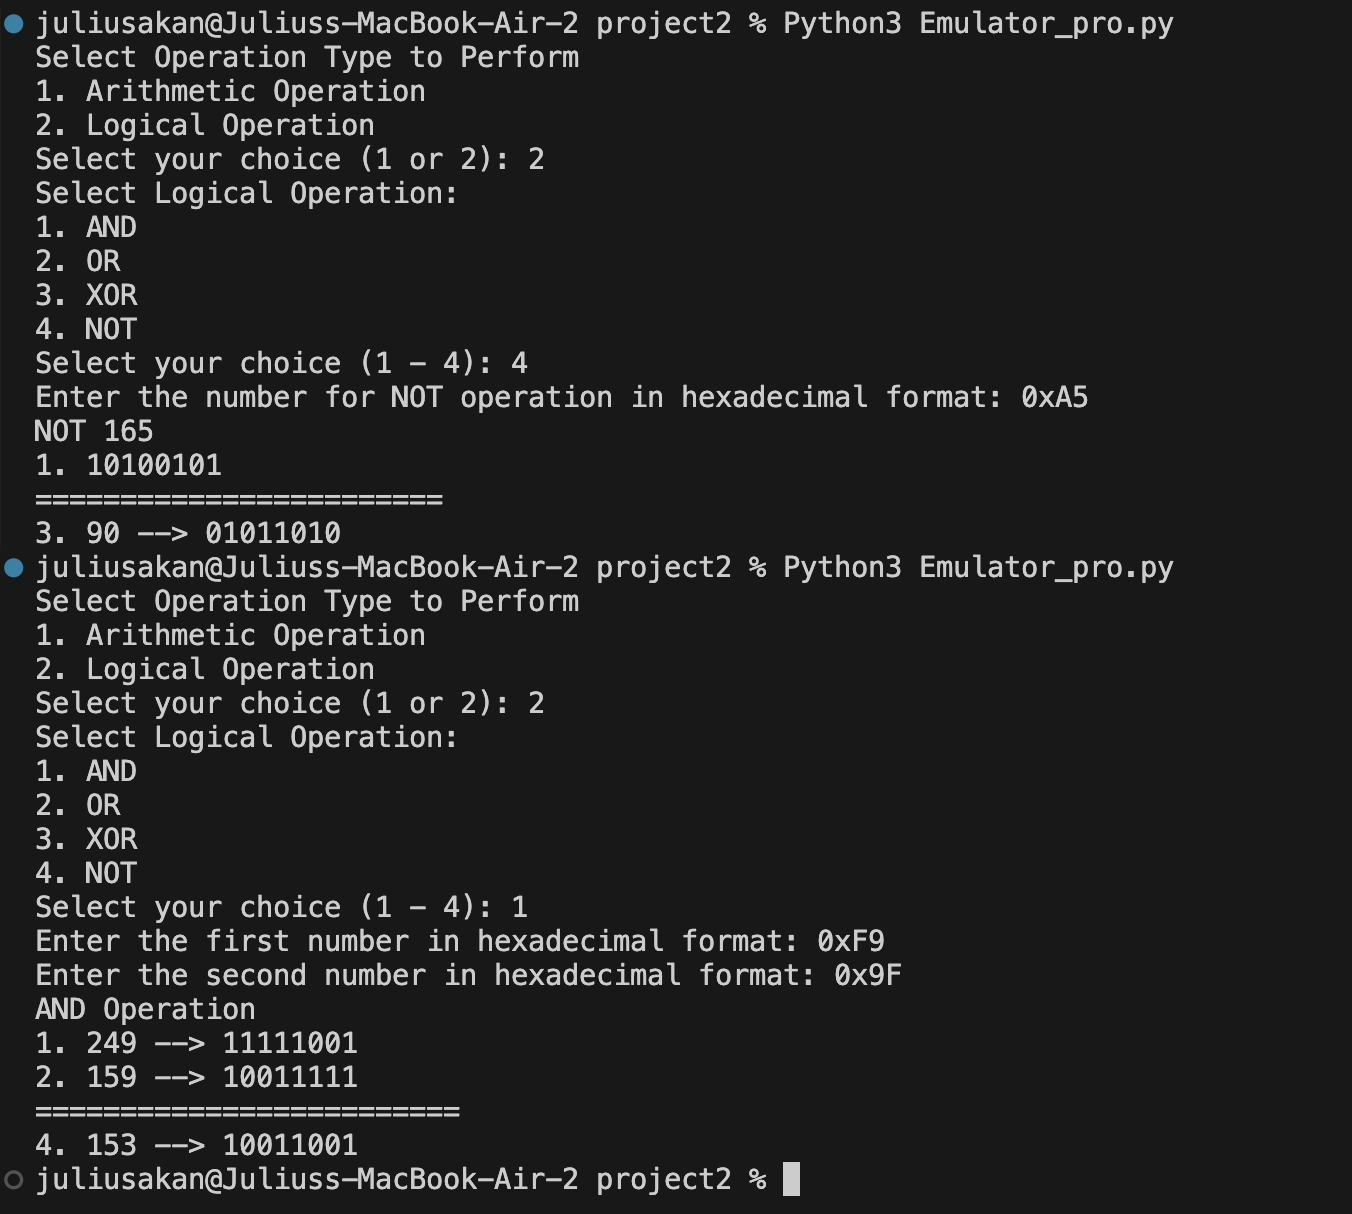 juliusakan@Juliuss-MacBook-Air-2 project2 % Python3 Emulator_pro.py
Select Operation Type to Perform
1. Arithmetic Operation
2. Logical Operation
Select your choice (1 or 2): 2
Select Logical Operation:
1. AND
2. OR
3. XOR
4. NOT
Select your choice (1 - 4): 4
Enter the number for NOT operation in hexadecimal format: 0xA5
NOT 165
1. 10100101
========================
3. 90 --> 01011010
juliusakan@Juliuss-MacBook-Air-2 project2 % Python3 Emulator_pro.py
Select Operation Type to Perform
1. Arithmetic Operation
2. Logical Operation
Select your choice (1 or 2): 2
Select Logical Operation:
1. AND
2. OR
3. XOR
4. NOT
Select your choice (1 - 4): 1
Enter the first number in hexadecimal format: 0xF9
Enter the second number in hexadecimal format: 0x9F
AND Operation
1. 249 --> 11111001
2. 159 --> 10011111
=========================
4. 153 --> 10011001
juliusakan@Juliuss-MacBook-Air-2 project2 %